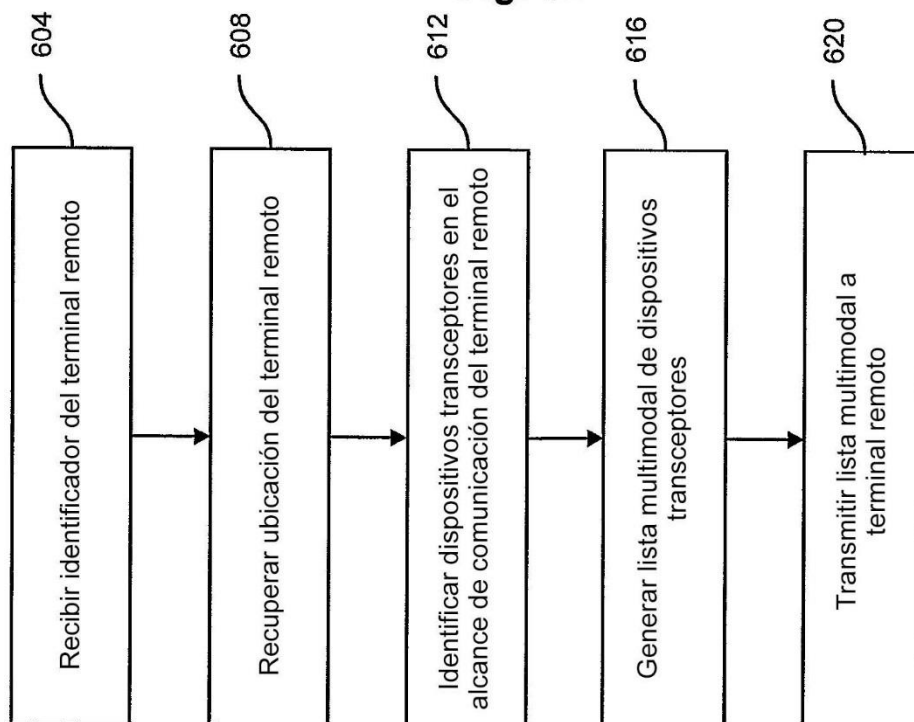 604
Recibir identificador del terminal remoto
608
Recuperar ubicación del terminal remoto
612
Identificar dispositivos transceptores en el
alcance de comunicación del terminal remoto
616
Generar lista multimodal de dispositivos
transceptores
620
Transmitir lista multimodal a
terminal remoto